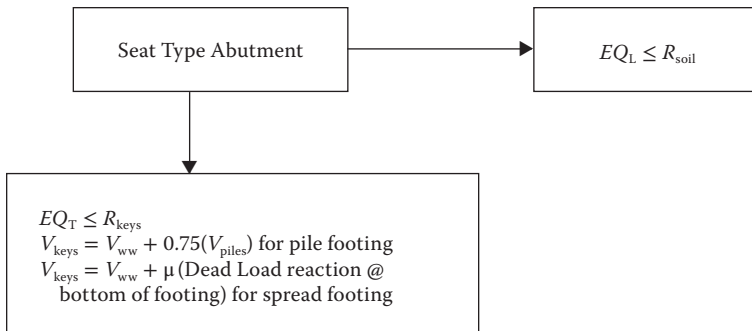 Seat Type Abutment
EQ_L ≤ R_soil
EQ_T ≤ R_keys
V_keys = V_ww + 0.75(V_piles) for pile footing
V_keys = V_ww + μ (Dead Load reaction @
bottom of footing) for spread footing